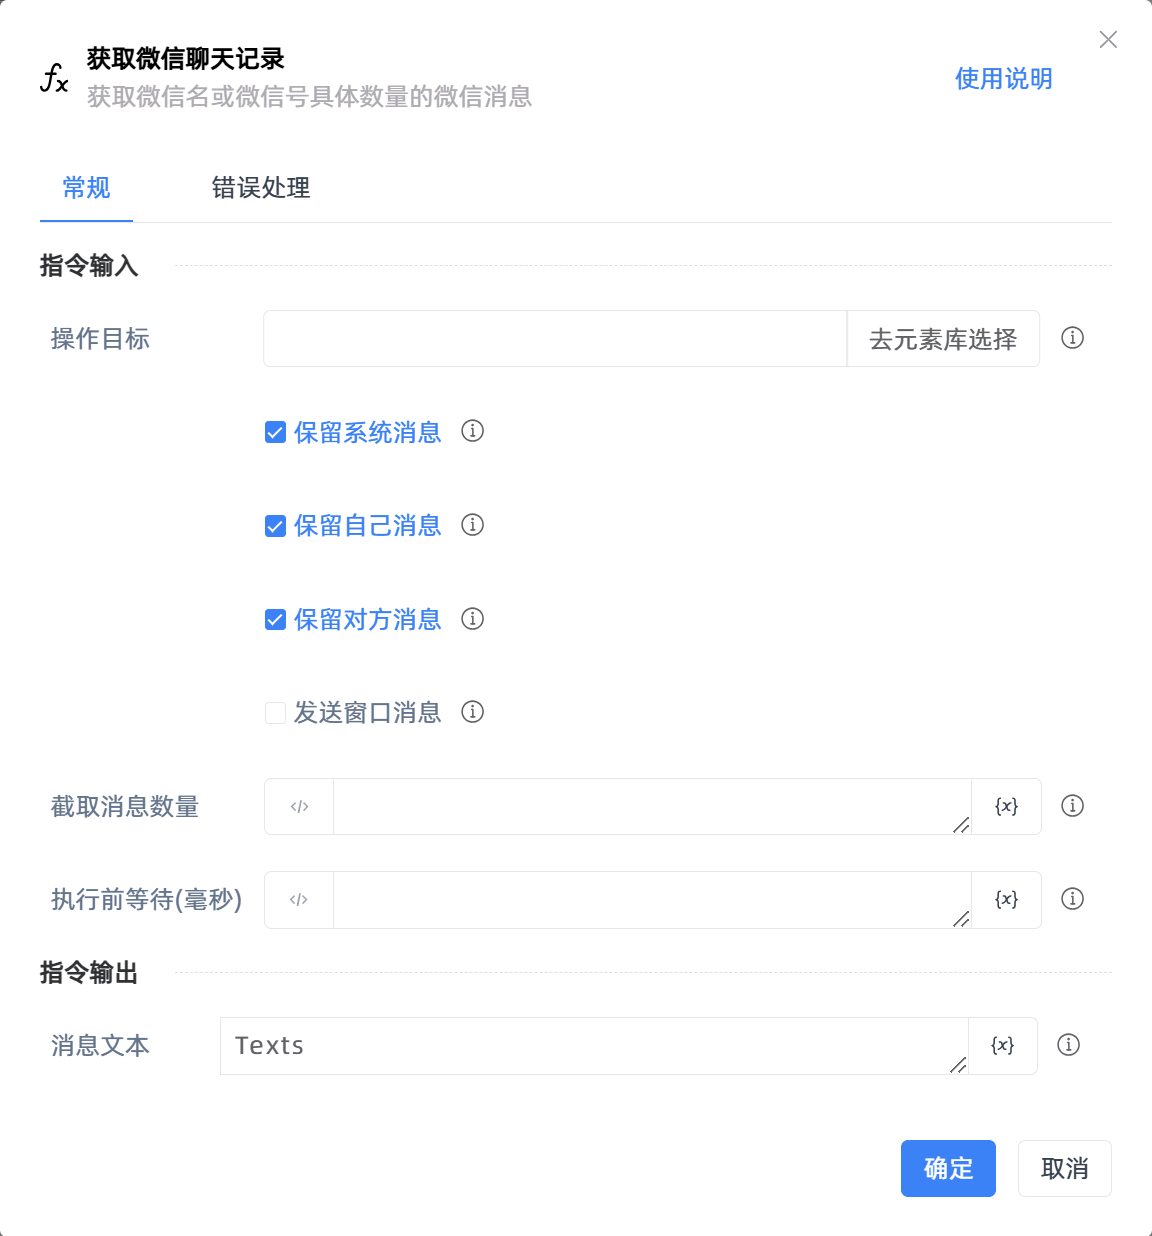 获取微信聊天记录
获取微信名或微信号具体数量的微信消息
使用说明
常规 错误处理
指令输入
操作目标 去元素库选择
保留系统消息
保留自己消息
保留对方消息
发送窗口消息
截取消息数量 </> {x}
执行前等待(毫秒) </> {x}
指令输出
消息文本 Texts {x}
确定 取消